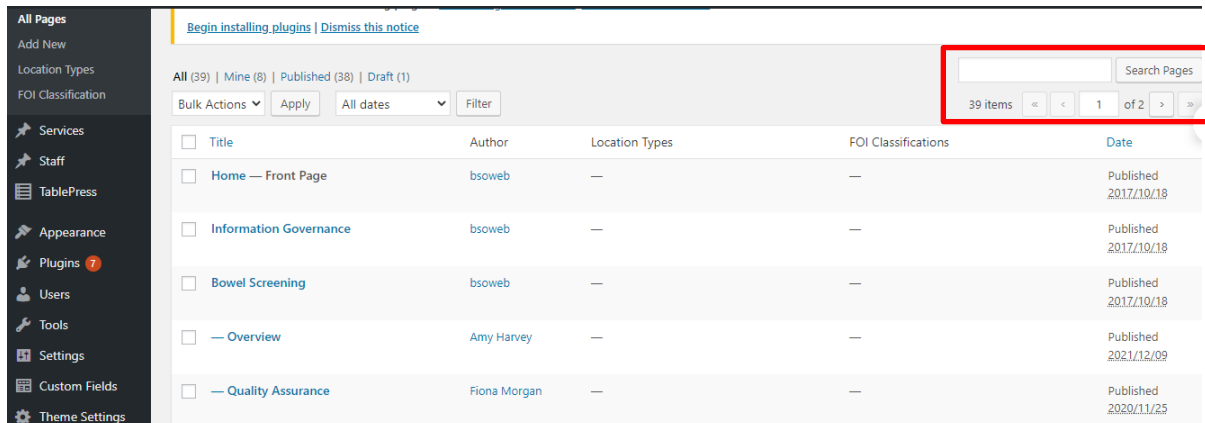 All Pages
Add New
Location Types
FOI Classification
Services
Staff
TablePress
Appearance
Plugins 7
Users
Tools
Settings
Custom Fields
Theme Settings
Begin installing plugins | Dismiss this notice
All (39) | Mine (8) | Published (38) | Draft (1)
Search Pages
Bulk Actions Apply All dates Filter
39 items « ‹ 1 of 2 › »
Title Author Location Types FOI Classifications Date
Home — Front Page bsoweb — — Published
2017/10/18
Information Governance bsoweb — — Published
2017/10/18
Bowel Screening bsoweb — — Published
2017/10/18
— Overview Amy Harvey — — Published
2021/12/09
— Quality Assurance Fiona Morgan — — Published
2020/11/25